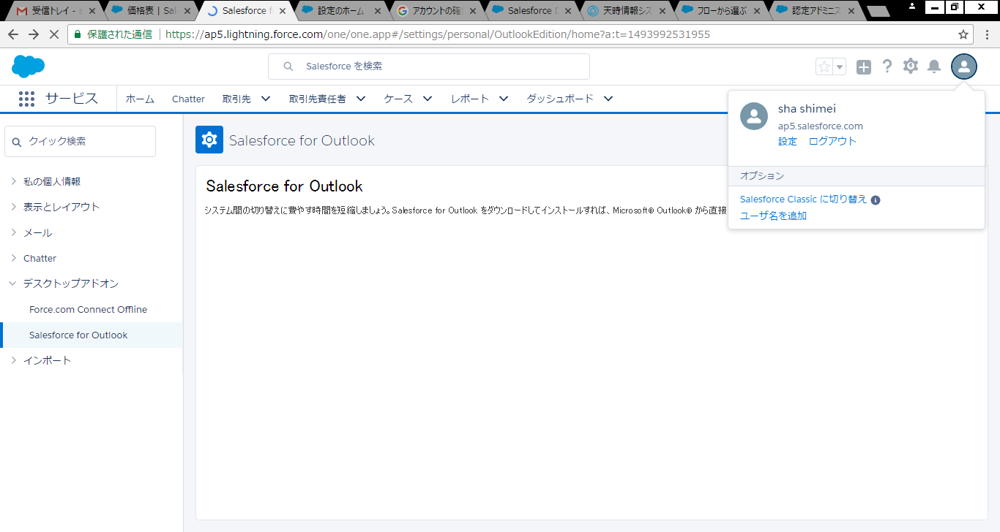 受信トレイ - s
価格表 | Sal
Salesforce f
設定のホーム
アカウントの確
Salesforce D
天時情報シス
フローから選ぶ
認定アドミニス
保護された通信 https://ap5.lightning.force.com/one/one.app#/settings/personal/OutlookEdition/home?a:t=1493992531955
Salesforce を検索
サービス ホーム Chatter 取引先 取引先責任者 ケース レポート ダッシュボード
sha shimei
ap5.salesforce.com
設定 ログアウト
オプション
Salesforce Classic に切り替え
ユーザ名を追加
クイック検索
私の個人情報
表示とレイアウト
メール
Chatter
デスクトップアドオン
Force.com Connect Offline
Salesforce for Outlook
インポート
Salesforce for Outlook
Salesforce for Outlook
システム間の切り替えに費やす時間を短縮しましょう。Salesforce for Outlook をダウンロードしてインストールすれば、Microsoft® Outlook® から直接